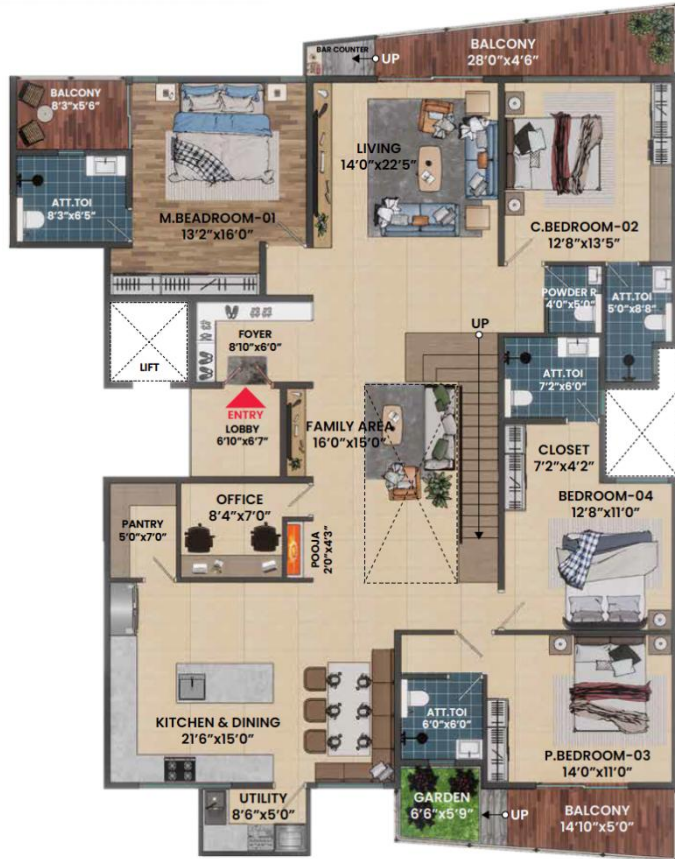 BAR COUNTER
UP
BALCONY
28'0"x4'6"
BALCONY
8'3"x5'6"
LIVING
14'0"x22'5"
ATT.TOI
8'3"x6'5"
M.BEADROOM-01
13'2"x16'0"
C.BEDROOM-02
12'8"x13'5"
POWDER R.
4'0"x5'0"
ATT.TOI
5'0"x8'8"
FOYER
8'10"x6'0"
LIFT
UP
ATT.TOI
7'2"x6'0"
ENTRY
LOBBY
6'10"x6'7"
FAMILY AREA
16'0"x15'0"
CLOSET
7'2"x4'2"
BEDROOM-04
12'8"x11'0"
OFFICE
8'4"x7'0"
PANTRY
5'0"x7'0"
POOJA
2'0"x4'3"
KITCHEN & DINING
21'6"x15'0"
ATT.TOI
6'0"x6'0"
P.BEDROOM-03
14'0"x11'0"
UTILITY
8'6"x5'0"
GARDEN
6'6"x5'9"
UP
BALCONY
14'10"x5'0"